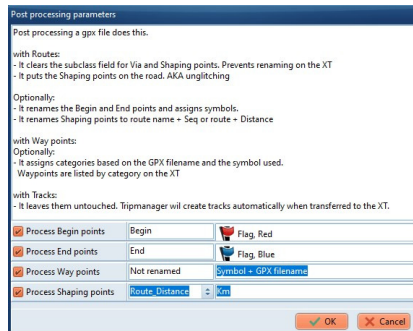 Post processing parameters
Post processing a gpx file does this.
with Routes:
- It clears the subclass field for Via and Shaping points. Prevents renaming on the XT
- It puts the Shaping points on the road. AKA unglitching
Optionally:
- It renames the Begin and End points and assigns symbols.
- It renames Shaping points to route name + Seq or route + Distance
with Way points:
Optionally:
- It assigns categories based on the GPX filename and the symbol used.
Waypoints are listed by category on the XT
with Tracks:
- It leaves them untouched. Tripmanager wil create tracks automatically when transferred to the XT.
Process Begin points Begin Flag, Red
Process End points End Flag, Blue
Process Way points Not renamed Symbol + GPX filename
Process Shaping points Route_Distance Km
OK Cancel